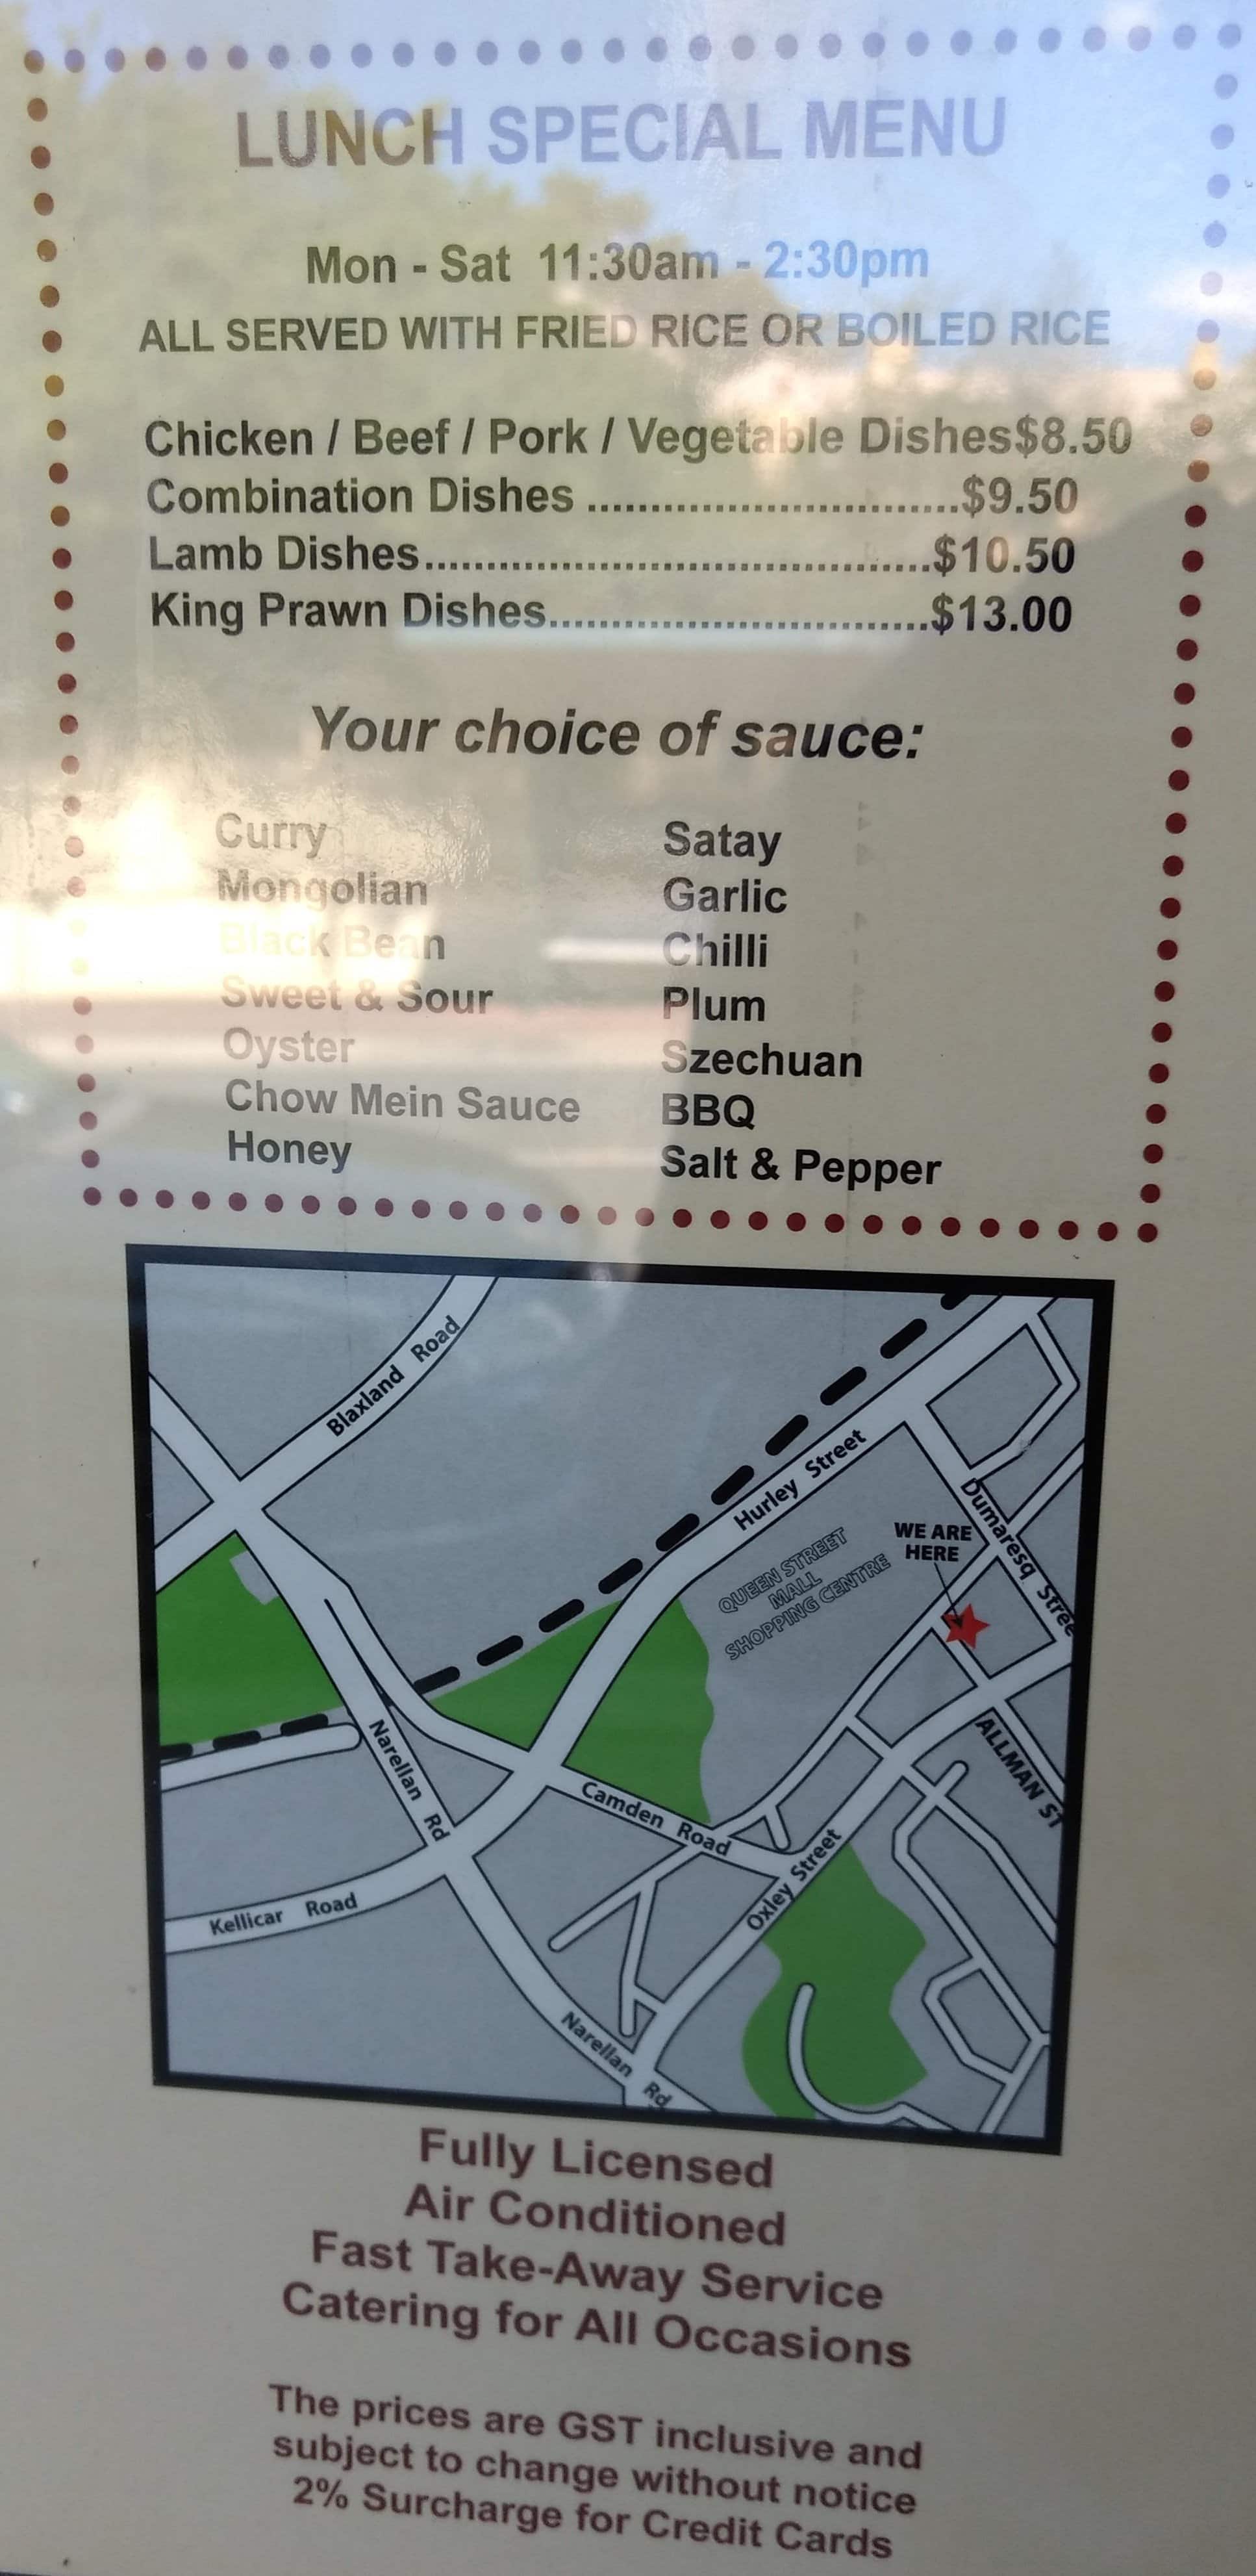 LUNCH SPECIAL MENU
Mon - Sat 11:30am - 2:30pm
ALL SERVED WITH FRIED RICE OR BOILED RICE
Chicken / Beef / Pork / Vegetable Dishes$8.50
Combination Dishes ..............................$9.50
Lamb Dishes.........................................$10.50
King Prawn Dishes...............................$13.00
Your choice of sauce:
Curry
Mongolian
Black Bean
Sweet & Sour
Oyster
Chow Mein Sauce
Honey
Satay
Garlic
Chilli
Plum
Szechuan
BBQ
Salt & Pepper
Blaxland Road
Hurley Street
Dumaresq Stree
WE ARE
HERE
QUEEN STREET
MALL
SHOPPING CENTRE
Narellan Rd
ALLMAN ST
Camden Road
Oxley Street
Kellicar Road
Narellan Rd
Fully Licensed
Air Conditioned
Fast Take-Away Service
Catering for All Occasions
The prices are GST inclusive and
subject to change without notice
2% Surcharge for Credit Cards